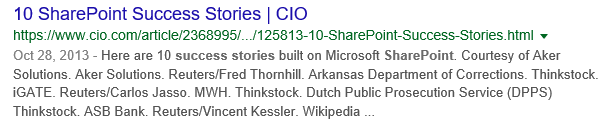 10 SharePoint Success Stories | CIO
https://www.cio.com/article/2368995/.../125813-10-SharePoint-Success-Stories.html
Oct 28, 2013 - Here are 10 success stories built on Microsoft SharePoint. Courtesy of Aker
Solutions. Aker Solutions. Reuters/Fred Thornhill. Arkansas Department of Corrections. Thinkstock.
iGATE. Reuters/Carlos Jasso. MWH. Thinkstock. Dutch Public Prosecution Service (DPPS)
Thinkstock. ASB Bank. Reuters/Vincent Kessler. Wikipedia ...